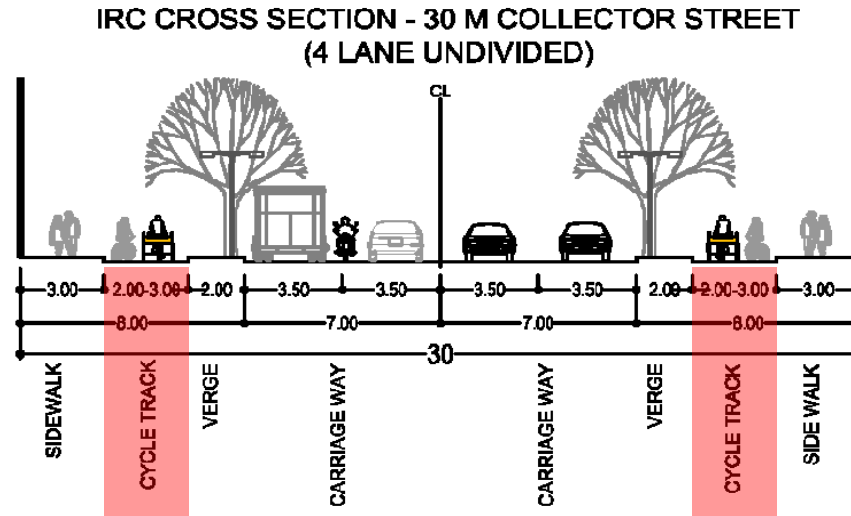 IRC CROSS SECTION - 30 M COLLECTOR STREET
(4 LANE UNDIVIDED)
CL
3.00 2.00-3.00 2.00 3.50 3.50 3.50 3.50 2.00 2.00-3.00 3.00
8.00 7.00 7.00 8.00
30
SIDEWALK
CYCLE TRACK
VERGE
CARRIAGE WAY
CARRIAGE WAY
VERGE
CYCLE TRACK
SIDE WALK